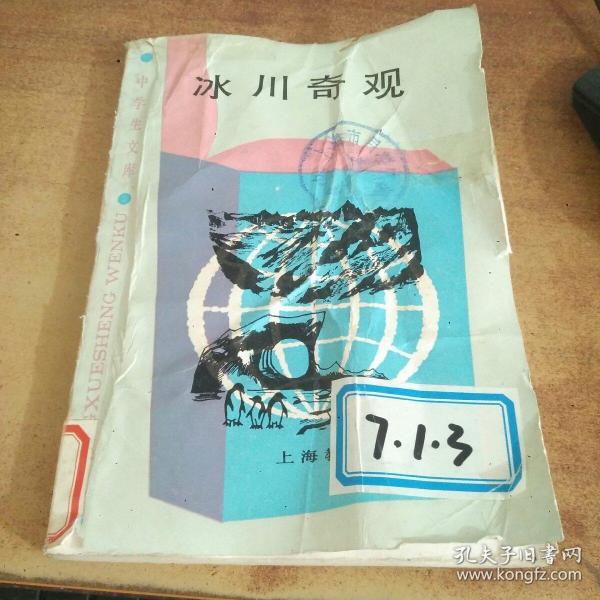 冰川奇观
中学生文库
XUESHENG WENKU
市
上海
7.1.3
孔夫子旧书网
www.kongfz.com